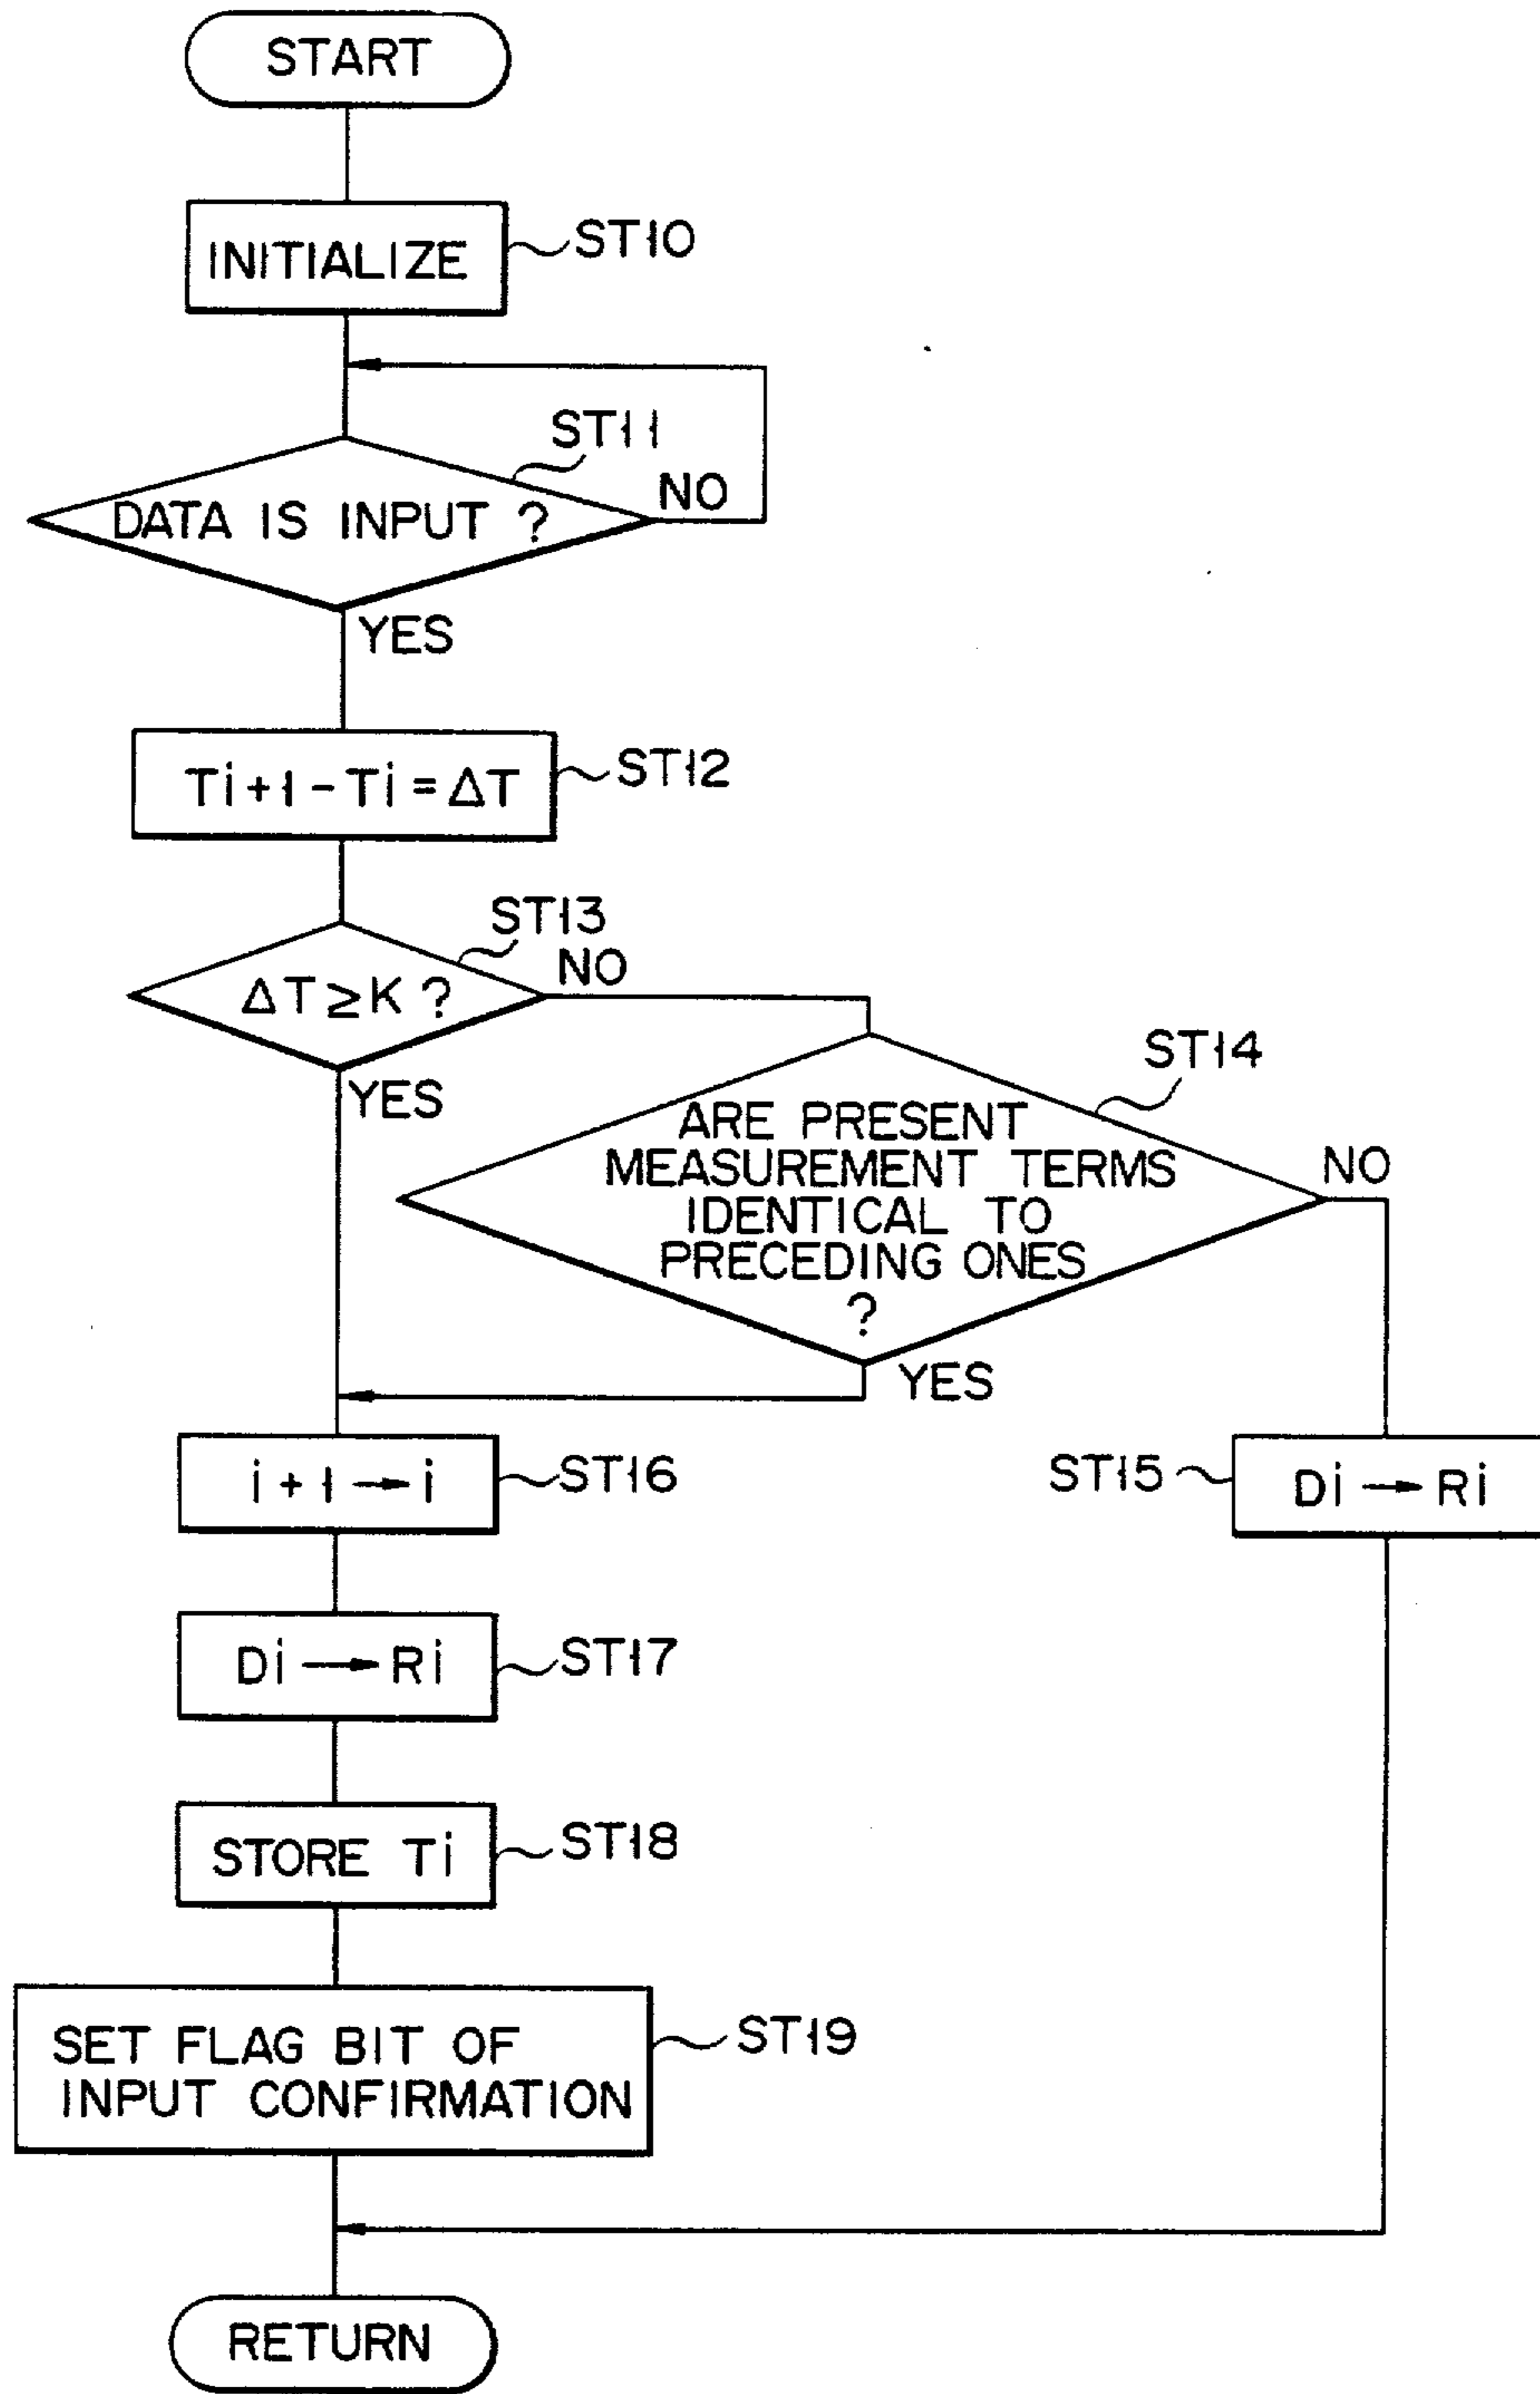 START
INITIALIZE
ST10
ST11
DATA IS INPUT ?
NO
YES
Ti+1-Ti=ΔT
ST12
ST13
ΔT≥K ?
NO
YES
ST14
ARE PRESENT
MEASUREMENT TERMS
IDENTICAL TO
PRECEDING ONES
?
NO
YES
i+1→i
ST16
ST15
Di→Ri
Di→Ri
ST17
STORE Ti
ST18
SET FLAG BIT OF
INPUT CONFIRMATION
ST19
RETURN